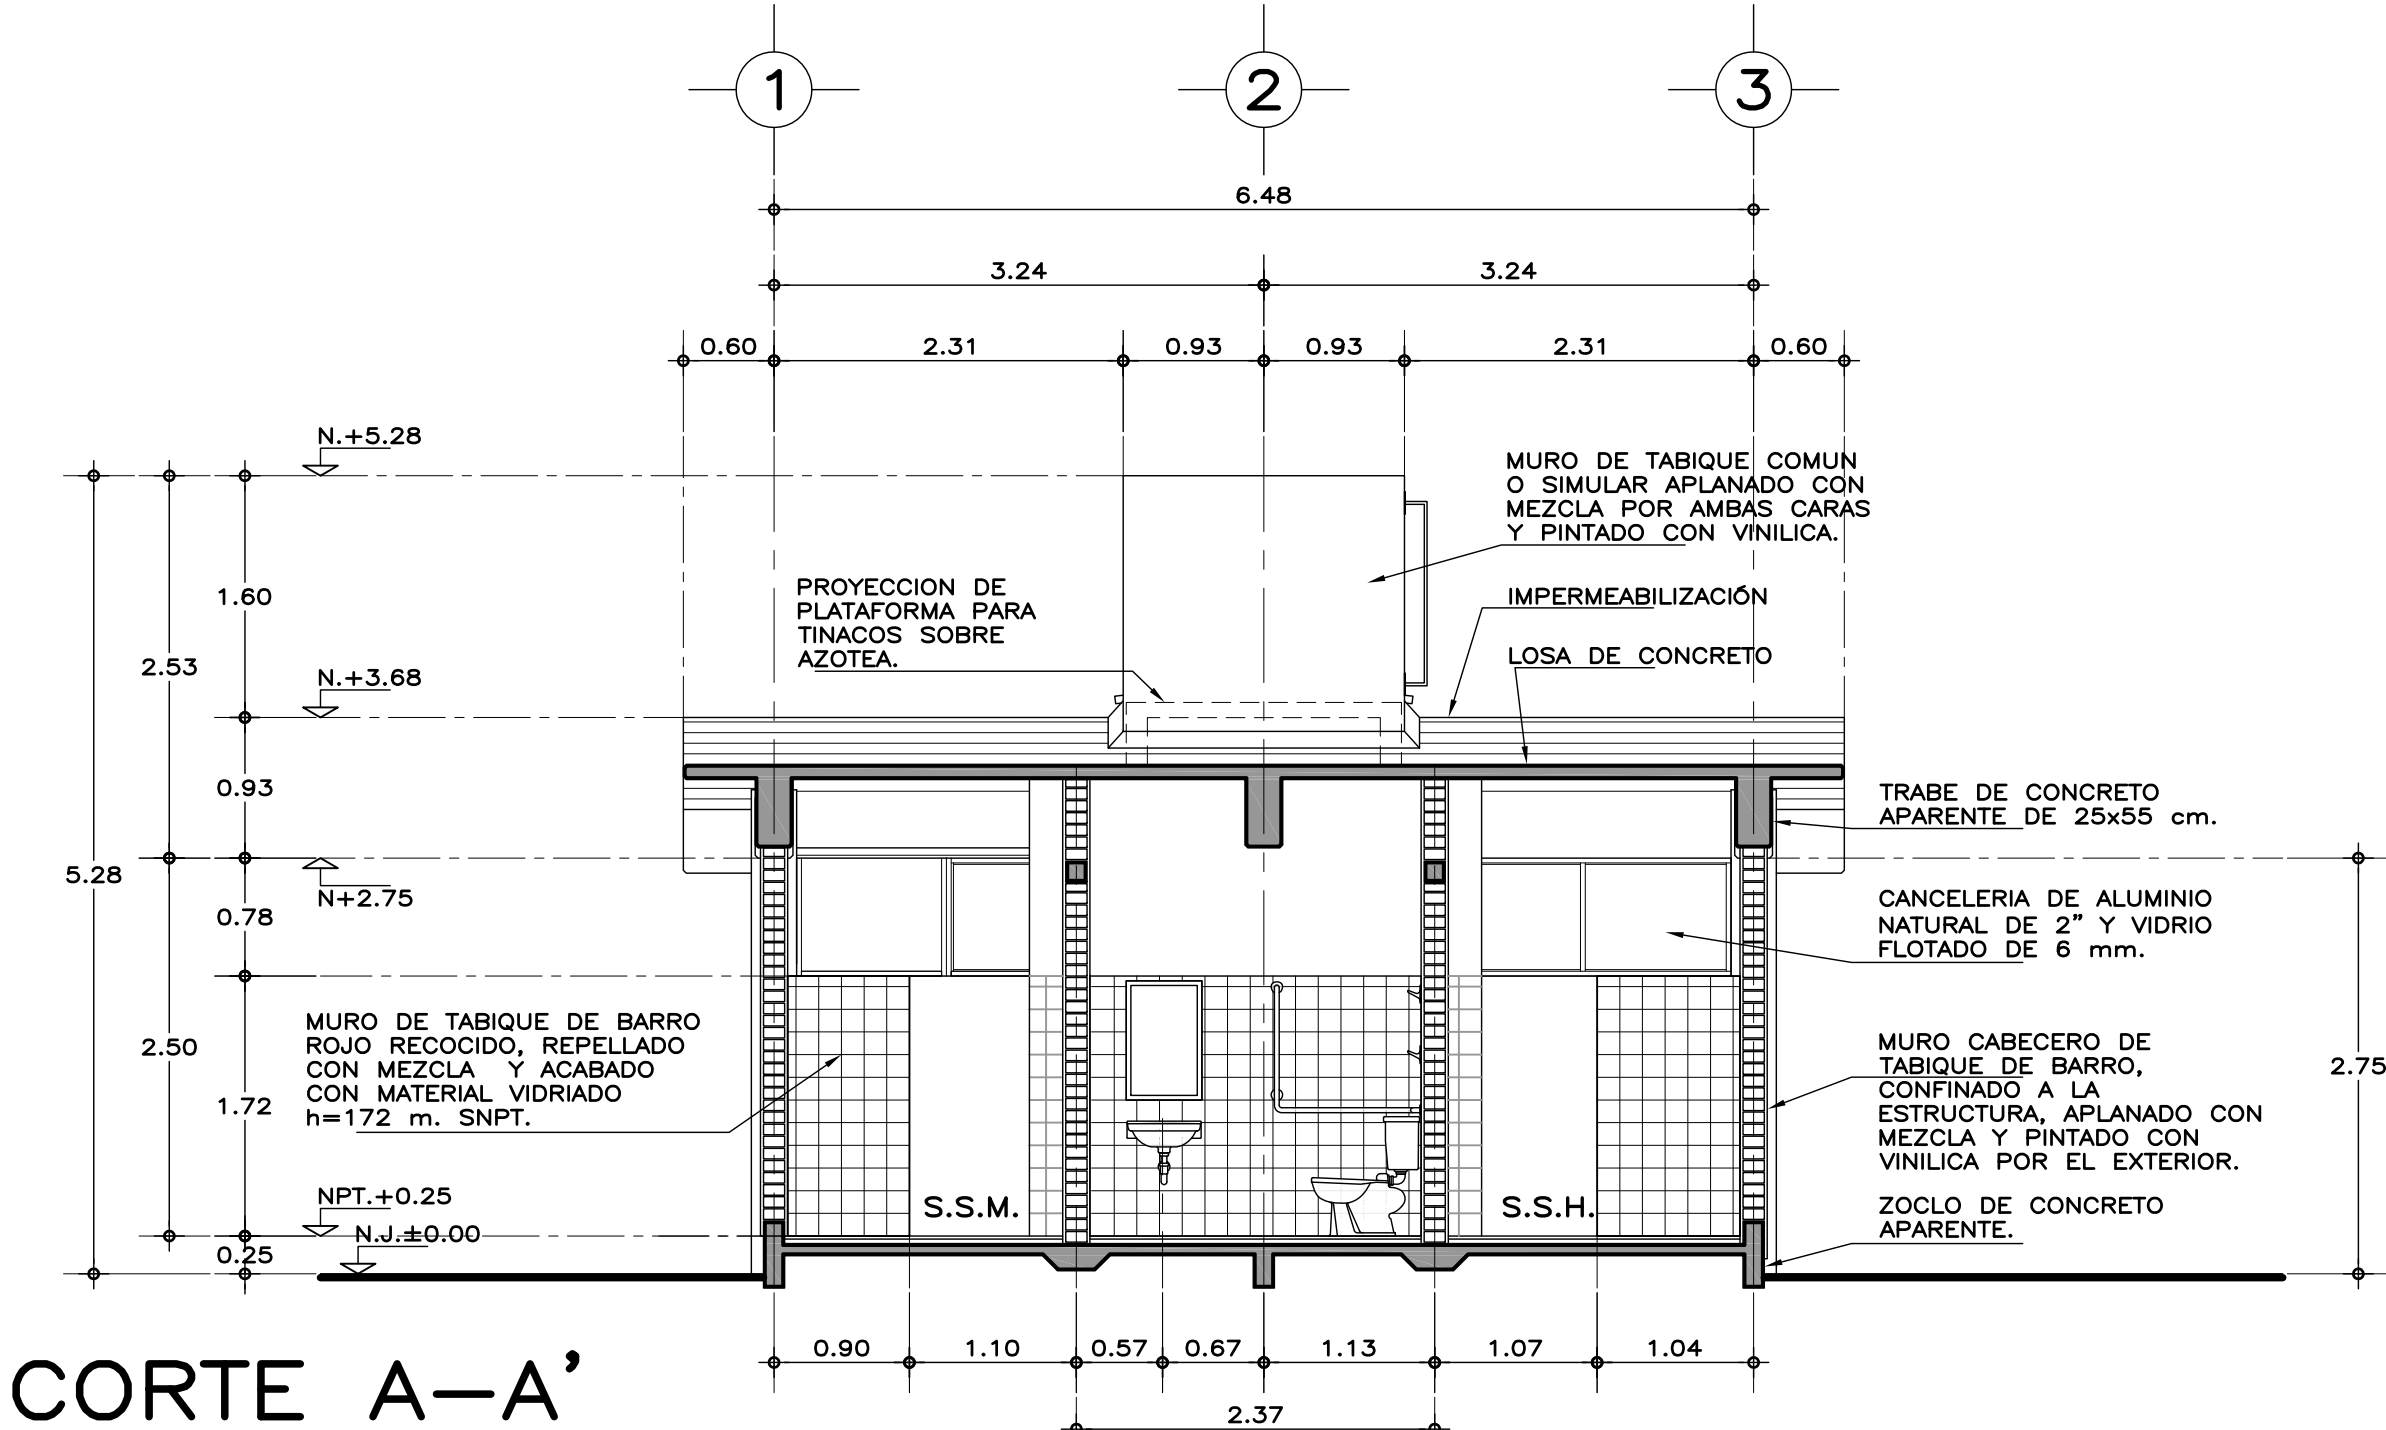 1 2 3
6.48
3.24 3.24
0.60 2.31 0.93 0.93 2.31 0.60
N.+5.28
MURO DE TABIQUE COMUN
O SIMULAR APLANADO CON
MEZCLA POR AMBAS CARAS
Y PINTADO CON VINILICA.
PROYECCION DE
PLATAFORMA PARA
TINACOS SOBRE
AZOTEA.
IMPERMEABILIZACIÓN
LOSA DE CONCRETO
1.60
2.53
N.+3.68
0.93
5.28
N+2.75
0.78
2.50
1.72
TRABE DE CONCRETO
APARENTE DE 25x55 cm.
CANCELERIA DE ALUMINIO
NATURAL DE 2” Y VIDRIO
FLOTADO DE 6 mm.
MURO DE TABIQUE DE BARRO
ROJO RECOCIDO, REPELLADO
CON MEZCLA Y ACABADO
CON MATERIAL VIDRIADO
h=172 m. SNPT.
MURO CABECERO DE
TABIQUE DE BARRO,
CONFINADO A LA
ESTRUCTURA, APLANADO CON
MEZCLA Y PINTADO CON
VINILICA POR EL EXTERIOR.
2.75
NPT.+0.25
N.J.±0.00
0.25
S.S.M.
S.S.H.
ZOCLO DE CONCRETO
APARENTE.
0.90 1.10 0.57 0.67 1.13 1.07 1.04
2.37
CORTE A–A’